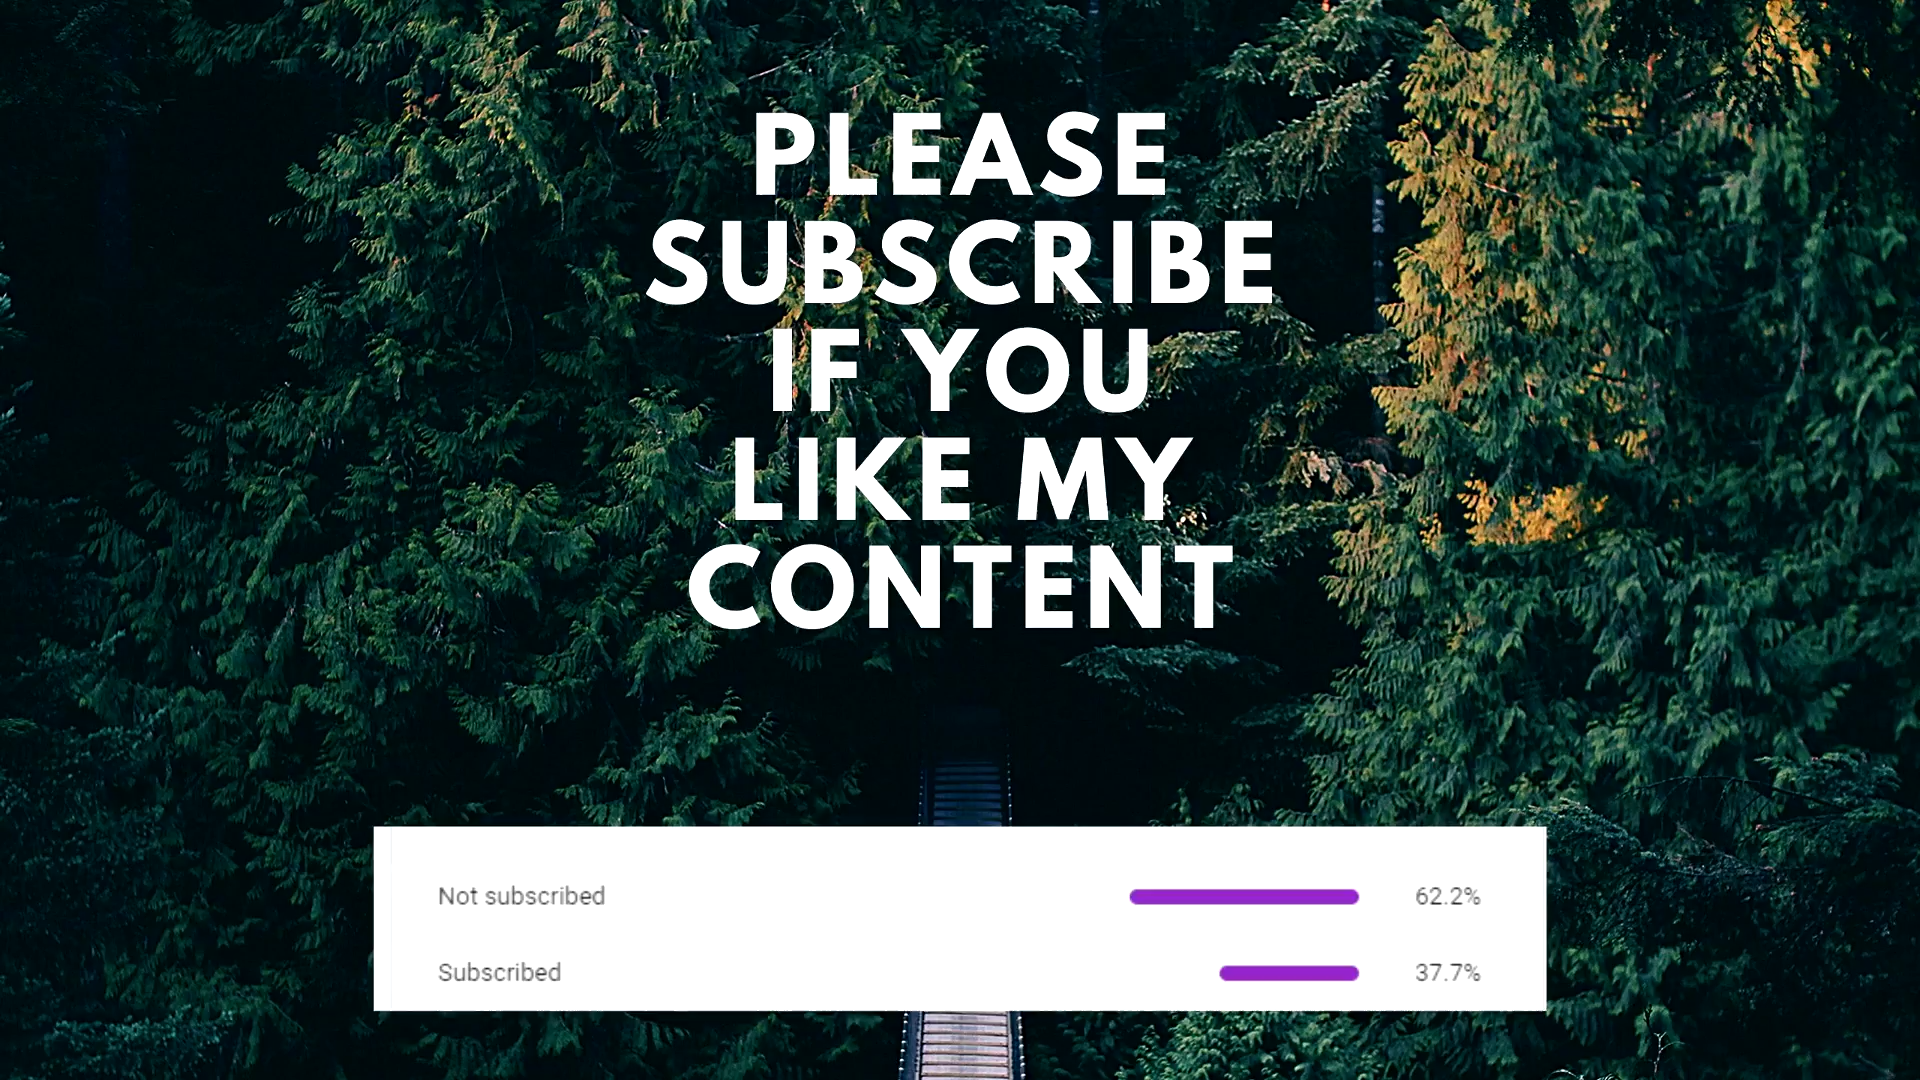 PLEASE
SUBSCRIBE
IF YOU
LIKE MY
CONTENT
Not subscribed 62.2%
Subscribed 37.7%